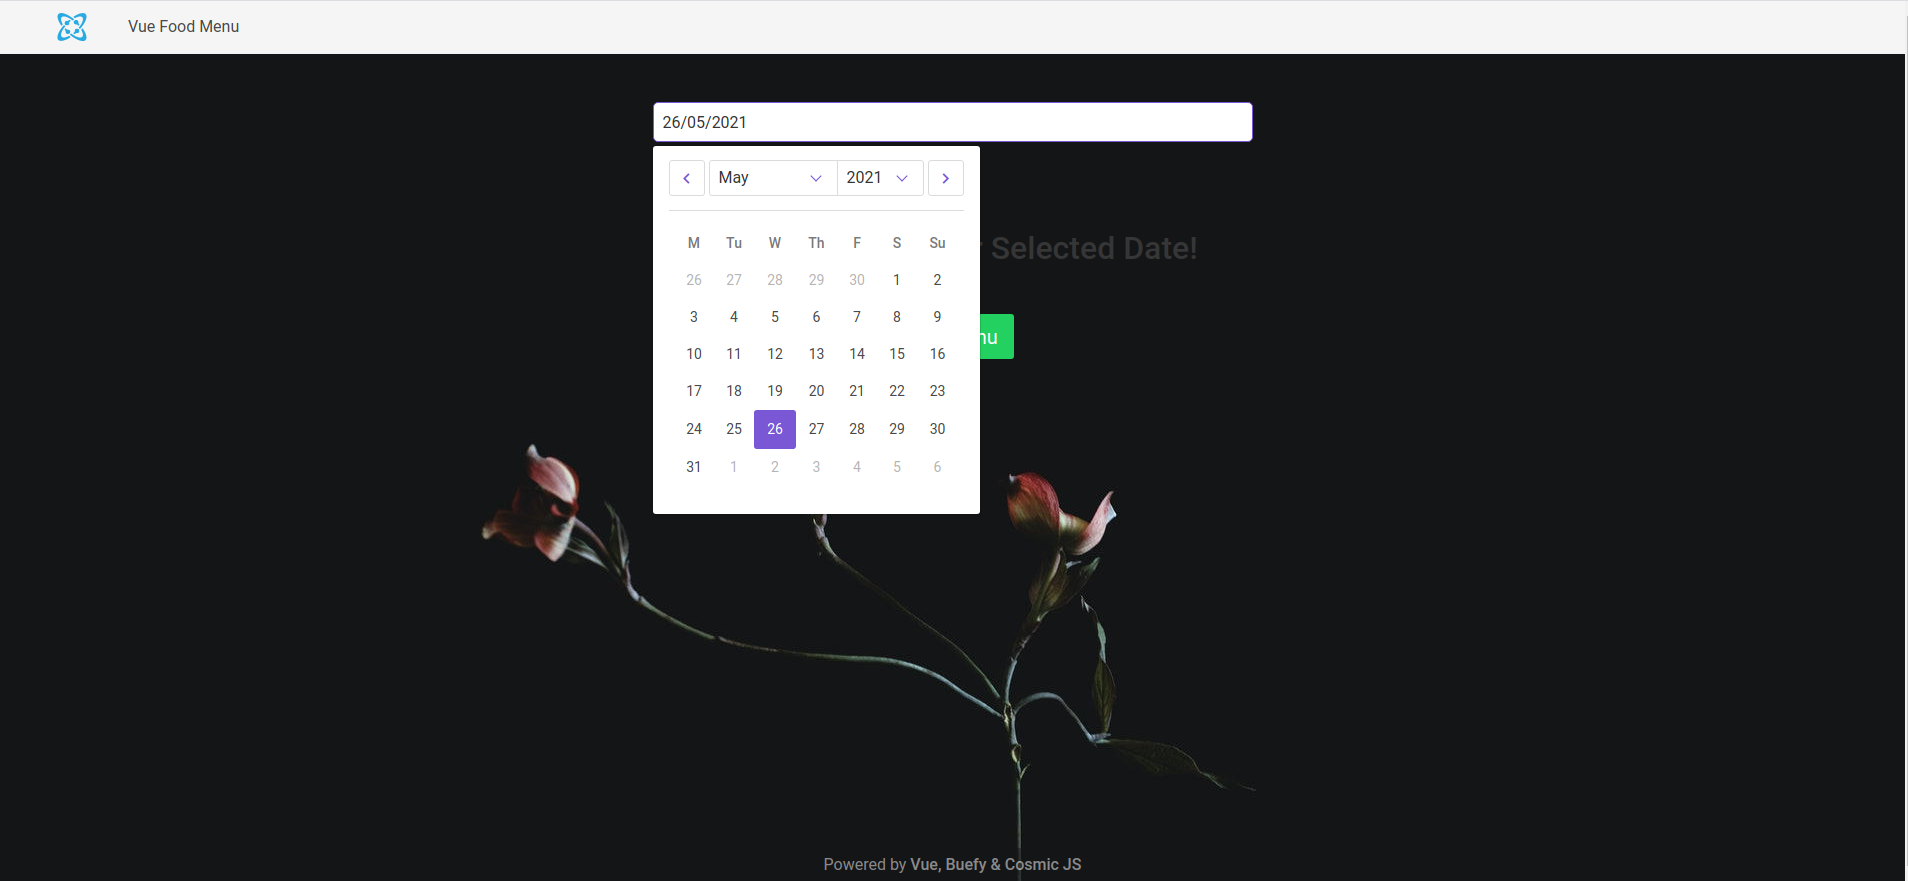 Vue Food Menu
26/05/2021
May 2021
M Tu W Th F S Su
Selected Date!
26 27 28 29 30 1 2
3 4 5 6 7 8 9
10 11 12 13 14 15 16
17 18 19 20 21 22 23
24 25 26 27 28 29 30
31 1 2 3 4 5 6
Powered by Vue, Buefy & Cosmic JS